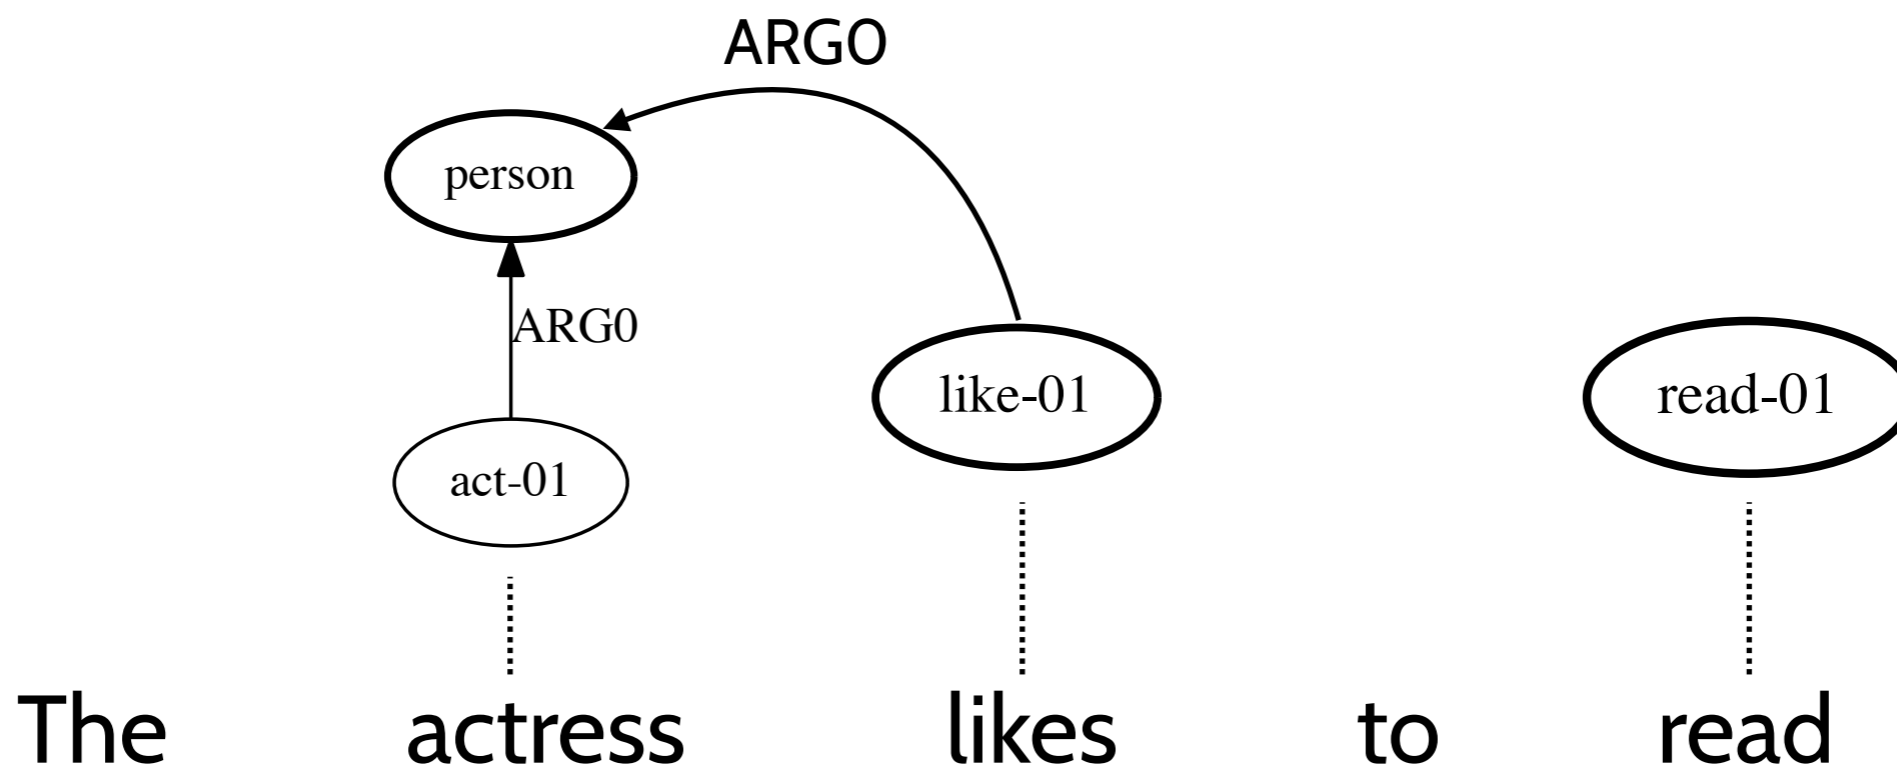 ARG0
person
ARG0
like-01
read-01
act-01
The actress likes to read